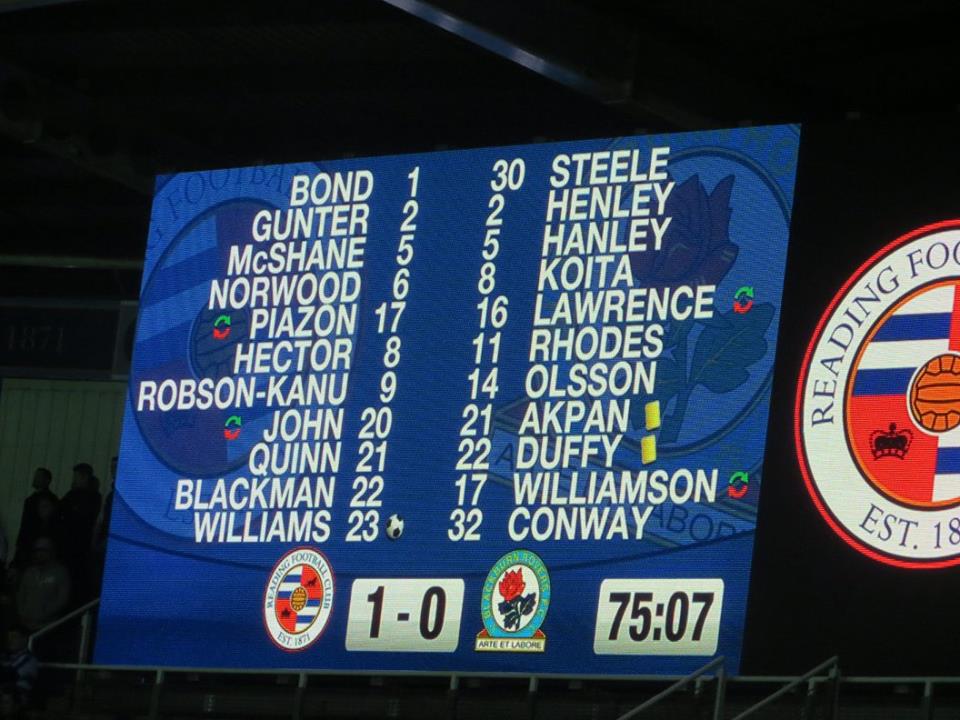 BOND 1 30 STEELE
GUNTER 2 2 HENLEY
McSHANE 5 5 HANLEY
NORWOOD 6 8 KOITA
PIAZON 17 16 LAWRENCE
HECTOR 8 11 RHODES
ROBSON-KANU 9 14 OLSSON
JOHN 20 21 AKPAN
QUINN 21 22 DUFFY
BLACKMAN 22 17 WILLIAMSON
WILLIAMS 23 32 CONWAY
READING FOOTBALL CLUB
EST. 1871
1 - 0
BLACKBURN ROVERS F.C.
ARTE ET LABORE
75:07
READING FOO
EST. 18
1871